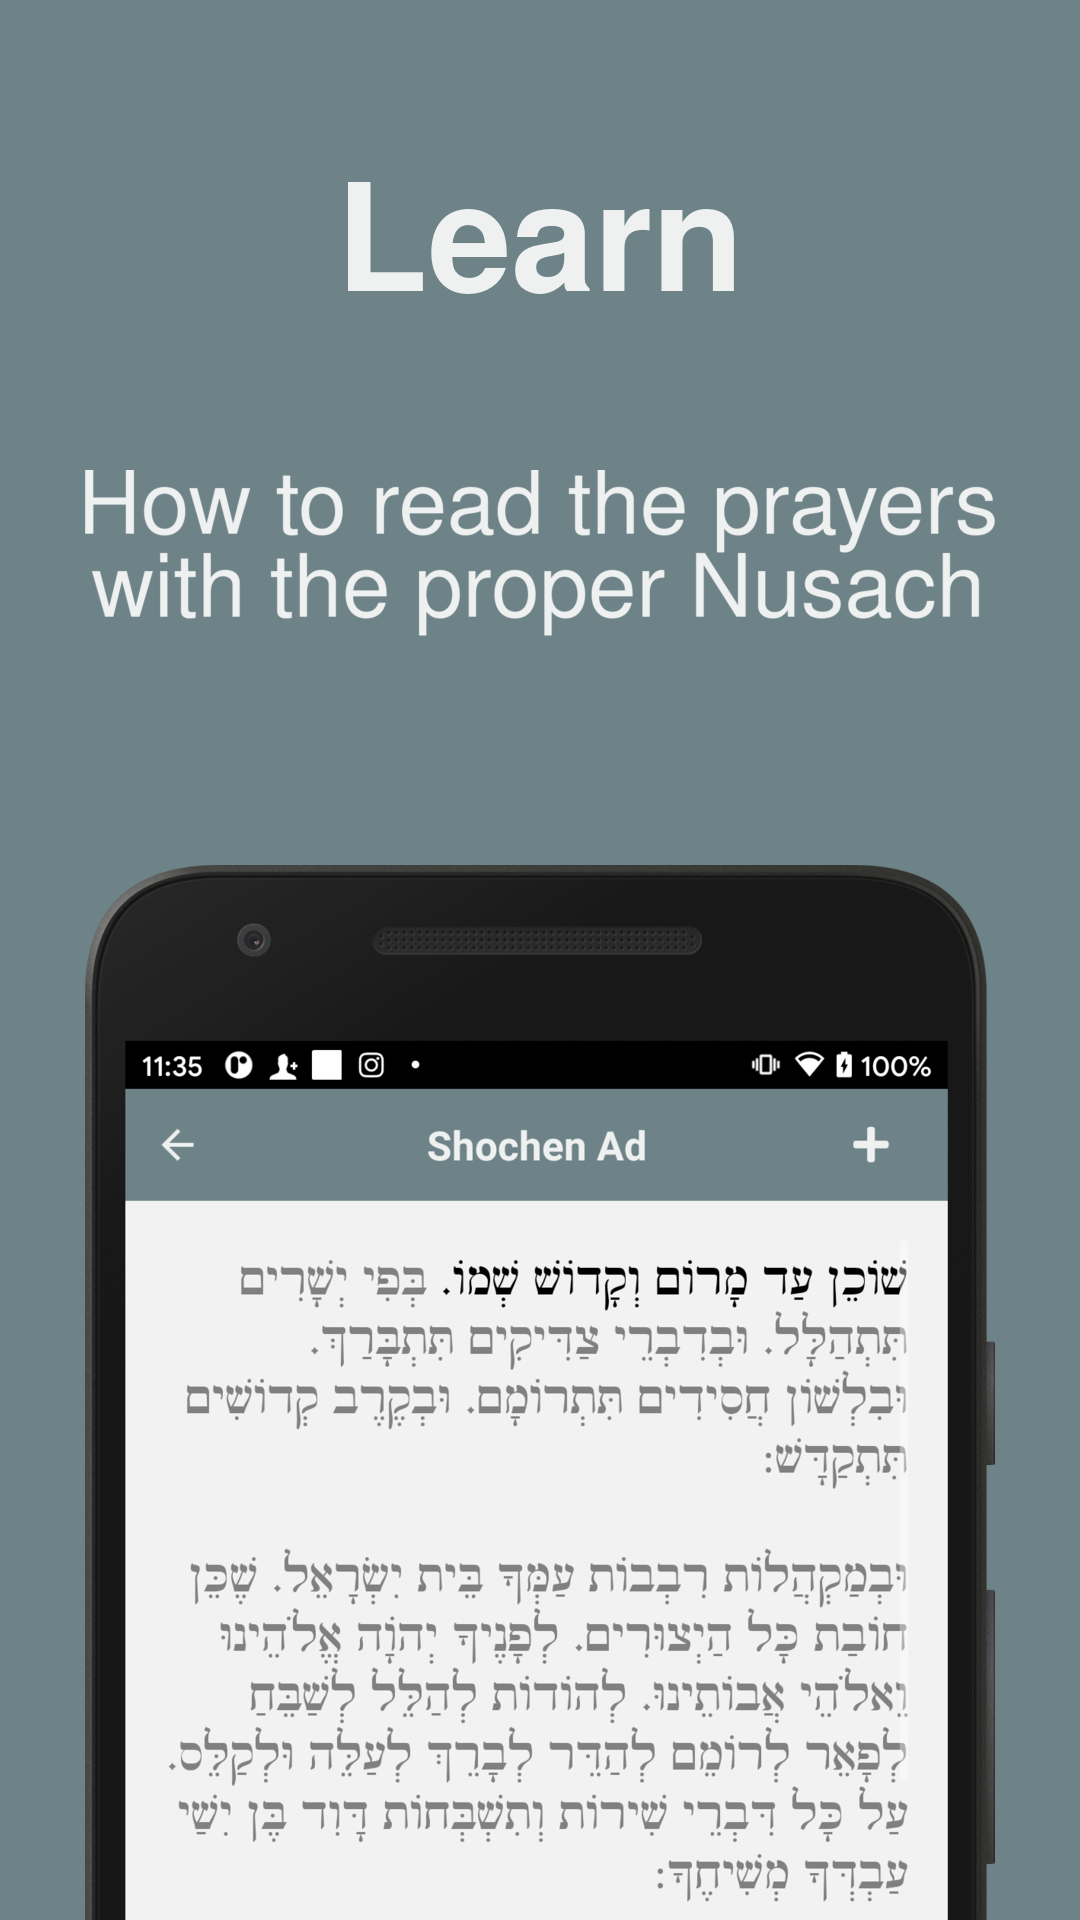 Learn
How to read the prayers
with the proper Nusach
11:35 100%
Shochen Ad
שׁוֹכֵן עַד מָרוֹם וְקָדוֹשׁ שְׁמוֹ. בְּפִי יְשָׁרִים
תִּתְהַלָּל. וּבְדִבְרֵי צַדִּיקִים תִּתְבָּרַךְ.
וּבִלְשׁוֹן חֲסִידִים תִּתְרוֹמָם. וּבְקֶרֶב קְדוֹשִׁים
תִּתְקַדָּשׁ:
וּבְמַקְהֲלוֹת רִבְבוֹת עַמְּךָ בֵּית יִשְׂרָאֵל. שֶׁכֵּן
חוֹבַת כָּל הַיְצוּרִים. לְפָנֶיךָ יְהוָֹה אֱלֹהֵינוּ
וֵאלֹהֵי אֲבוֹתֵינוּ. לְהוֹדוֹת לְהַלֵּל לְשַׁבֵּחַ
לְפָאֵר לְרוֹמֵם לְהַדֵּר לְבָרֵךְ לְעַלֵּה וּלְקַלֵּס.
עַל כָּל דִּבְרֵי שִׁירוֹת וְתִשְׁבְּחוֹת דָּוִד בֶּן יִשַׁי
עַבְדְּךָ מְשִׁיחֶךָ: